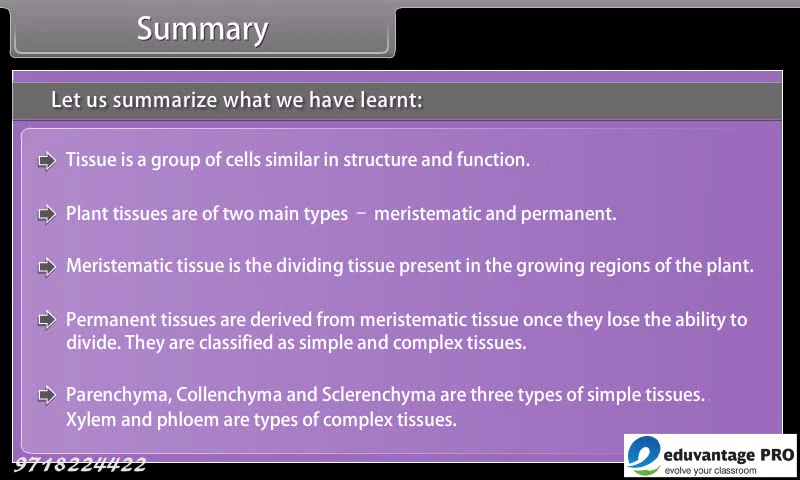 Summary
Let us summarize what we have learnt:
Tissue is a group of cells similar in structure and function.
Plant tissues are of two main types – meristematic and permanent.
Meristematic tissue is the dividing tissue present in the growing regions of the plant.
Permanent tissues are derived from meristematic tissue once they lose the ability to
divide. They are classified as simple and complex tissues.
Parenchyma, Collenchyma and Sclerenchyma are three types of simple tissues.
Xylem and phloem are types of complex tissues.
9718224422
eduvantage PRO
evolve your classroom